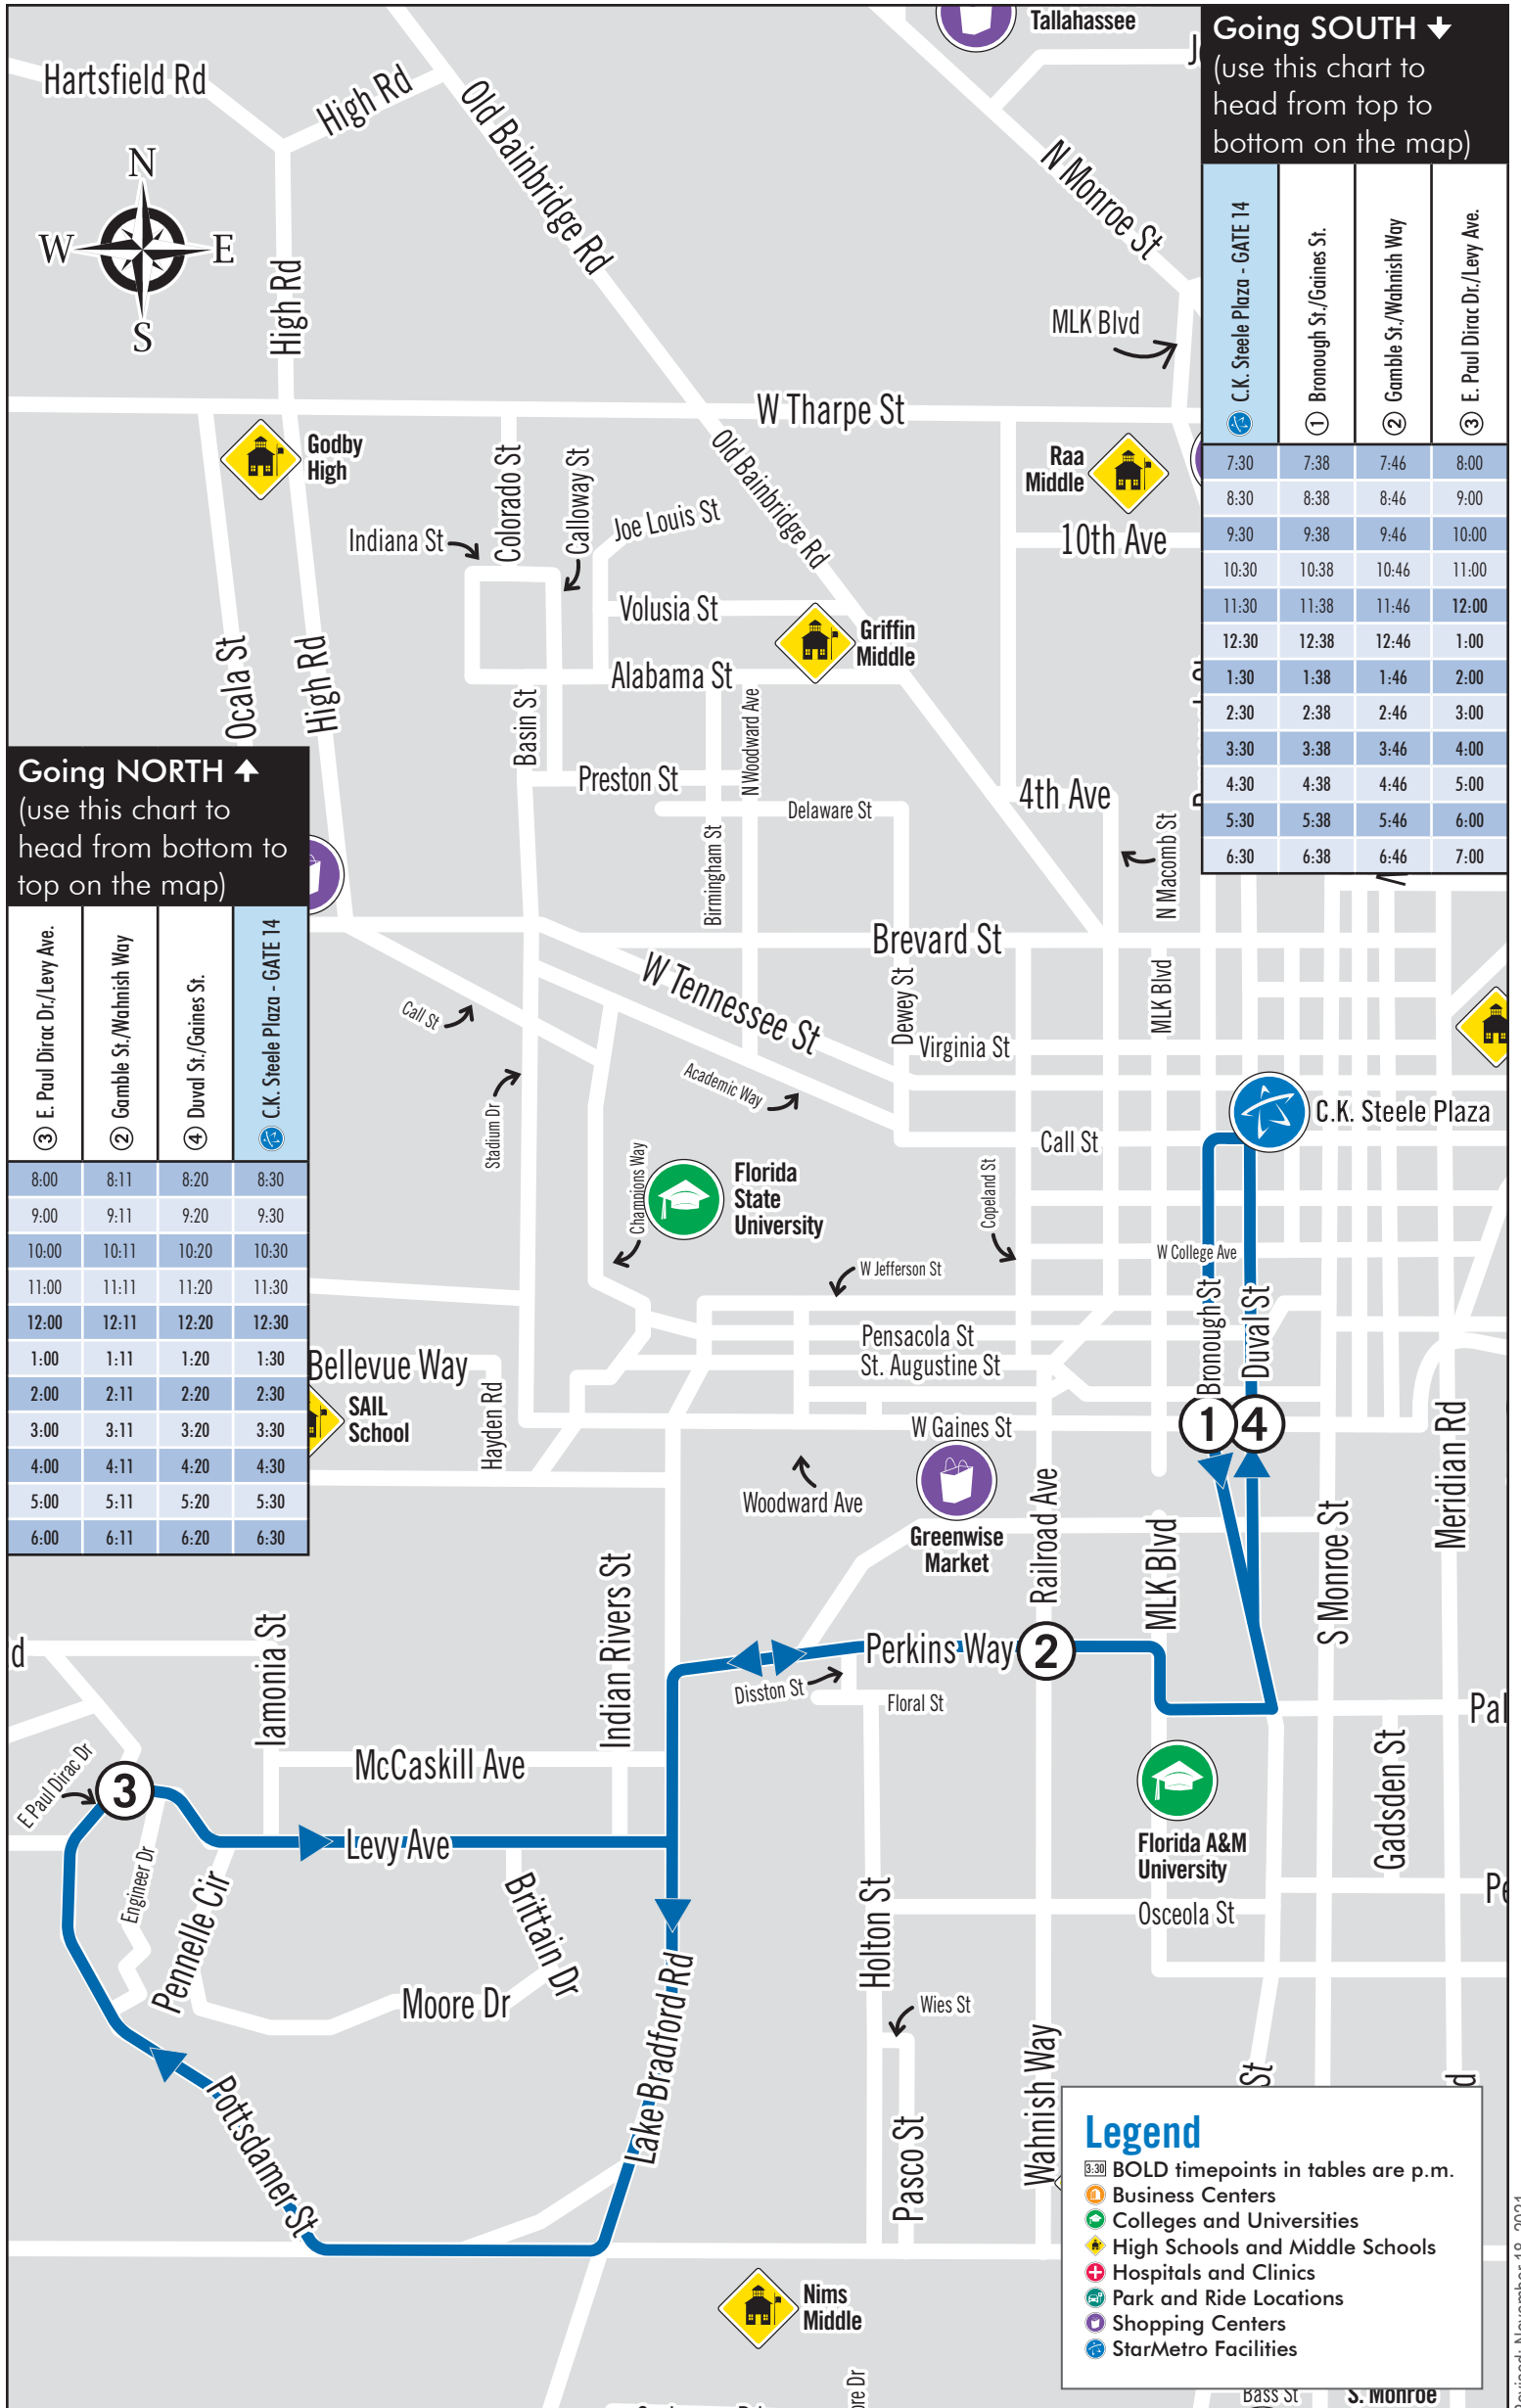 Tallahassee
Going SOUTH
(use this chart to
head from top to
bottom on the map)
C.K. Steele Plaza - GATE 14
1 Bronough St./Gaines St.
2 Gamble St./Wahnish Way
3 E. Paul Dirac Dr./Levy Ave.
7:30 7:38 7:46 8:00
8:30 8:38 8:46 9:00
9:30 9:38 9:46 10:00
10:30 10:38 10:46 11:00
11:30 11:38 11:46 12:00
12:30 12:38 12:46 1:00
1:30 1:38 1:46 2:00
2:30 2:38 2:46 3:00
3:30 3:38 3:46 4:00
4:30 4:38 4:46 5:00
5:30 5:38 5:46 6:00
6:30 6:38 6:46 7:00
Hartsfield Rd
High Rd
Old Bainbridge Rd
N Monroe St
N
W E
S
High Rd
MLK Blvd
W Tharpe St
Godby
High
Old Bainbridge Rd
Raa
Middle
Colorado St
Calloway St
Joe Louis St
Indiana St
10th Ave
Volusia St
Griffin
Middle
Alabama St
Ocala St
High Rd
Basin St
N Woodward Ave
Preston St
4th Ave
Delaware St
Birmingham St
N Macomb St
Going NORTH
(use this chart to
head from bottom to
top on the map)
3 E. Paul Dirac Dr./Levy Ave.
2 Gamble St./Wahnish Way
4 Duval St./Gaines St.
C.K. Steele Plaza - GATE 14
8:00 8:11 8:20 8:30
9:00 9:11 9:20 9:30
10:00 10:11 10:20 10:30
11:00 11:11 11:20 11:30
12:00 12:11 12:20 12:30
1:00 1:11 1:20 1:30
2:00 2:11 2:20 2:30
3:00 3:11 3:20 3:30
4:00 4:11 4:20 4:30
5:00 5:11 5:20 5:30
6:00 6:11 6:20 6:30
Brevard St
W Tennessee St
Dewey St
MLK Blvd
Call St
Virginia St
Academic Way
Stadium Dr
C.K. Steele Plaza
Call St
Champions Way
Florida
State
University
Copeland St
W College Ave
W Jefferson St
Bronough St
Duval St
Pensacola St
St. Augustine St
Bellevue Way
SAIL
School
Hayden Rd
W Gaines St
1
4
Meridian Rd
Woodward Ave
Greenwise
Market
Railroad Ave
MLK Blvd
S Monroe St
Iamonia St
Indian Rivers St
d
Perkins Way
2
Disston St
Floral St
Pal
McCaskill Ave
E Paul Dirac Dr
3
Gadsden St
Levy Ave
Florida A&M
University
Engineer Dr
Pennelle Cir
Brittain Dr
Holton St
Osceola St
Pe
Moore Dr
Lake Bradford Rd
Wies St
Wahnish Way
St
d
Pottsdamer St
Pasco St
Legend
3:30 BOLD timepoints in tables are p.m.
Business Centers
Colleges and Universities
High Schools and Middle Schools
Hospitals and Clinics
Park and Ride Locations
Shopping Centers
StarMetro Facilities
Nims
Middle
re Dr
Bass St
S. Monroe